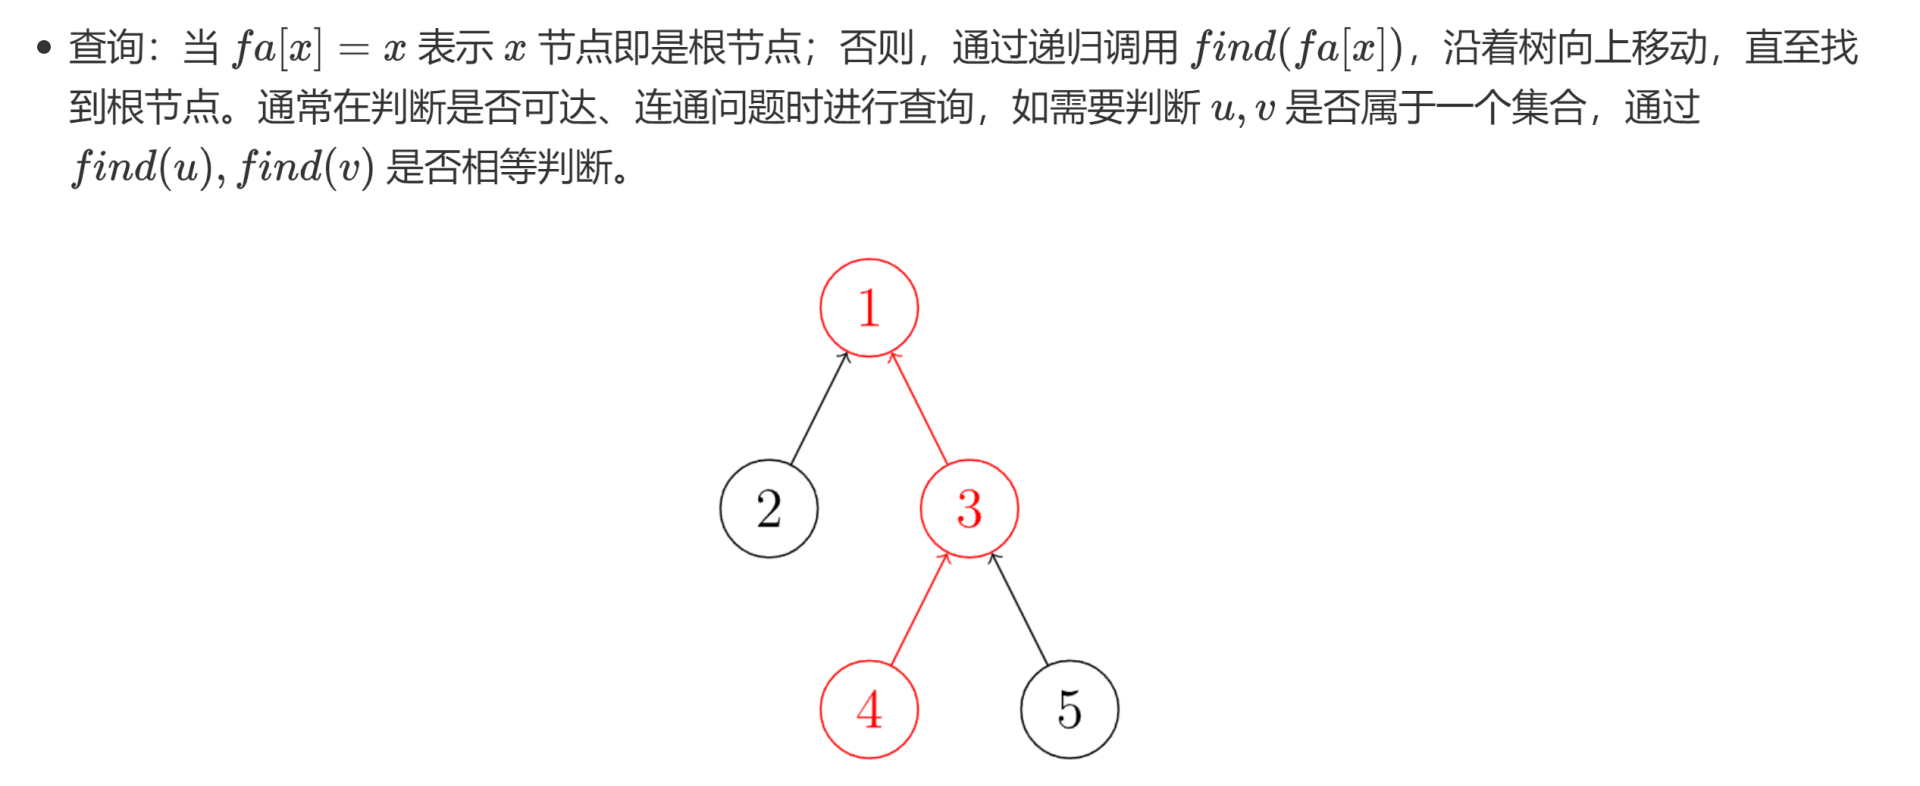 • 查询：当 fa[x] = x 表示 x 节点即是根节点；否则，通过递归调用 find(fa[x])，沿着树向上移动，直至找
到根节点。通常在判断是否可达、连通问题时进行查询，如需要判断 u, v 是否属于一个集合，通过
find(u), find(v) 是否相等判断。
1
2 3
4 5